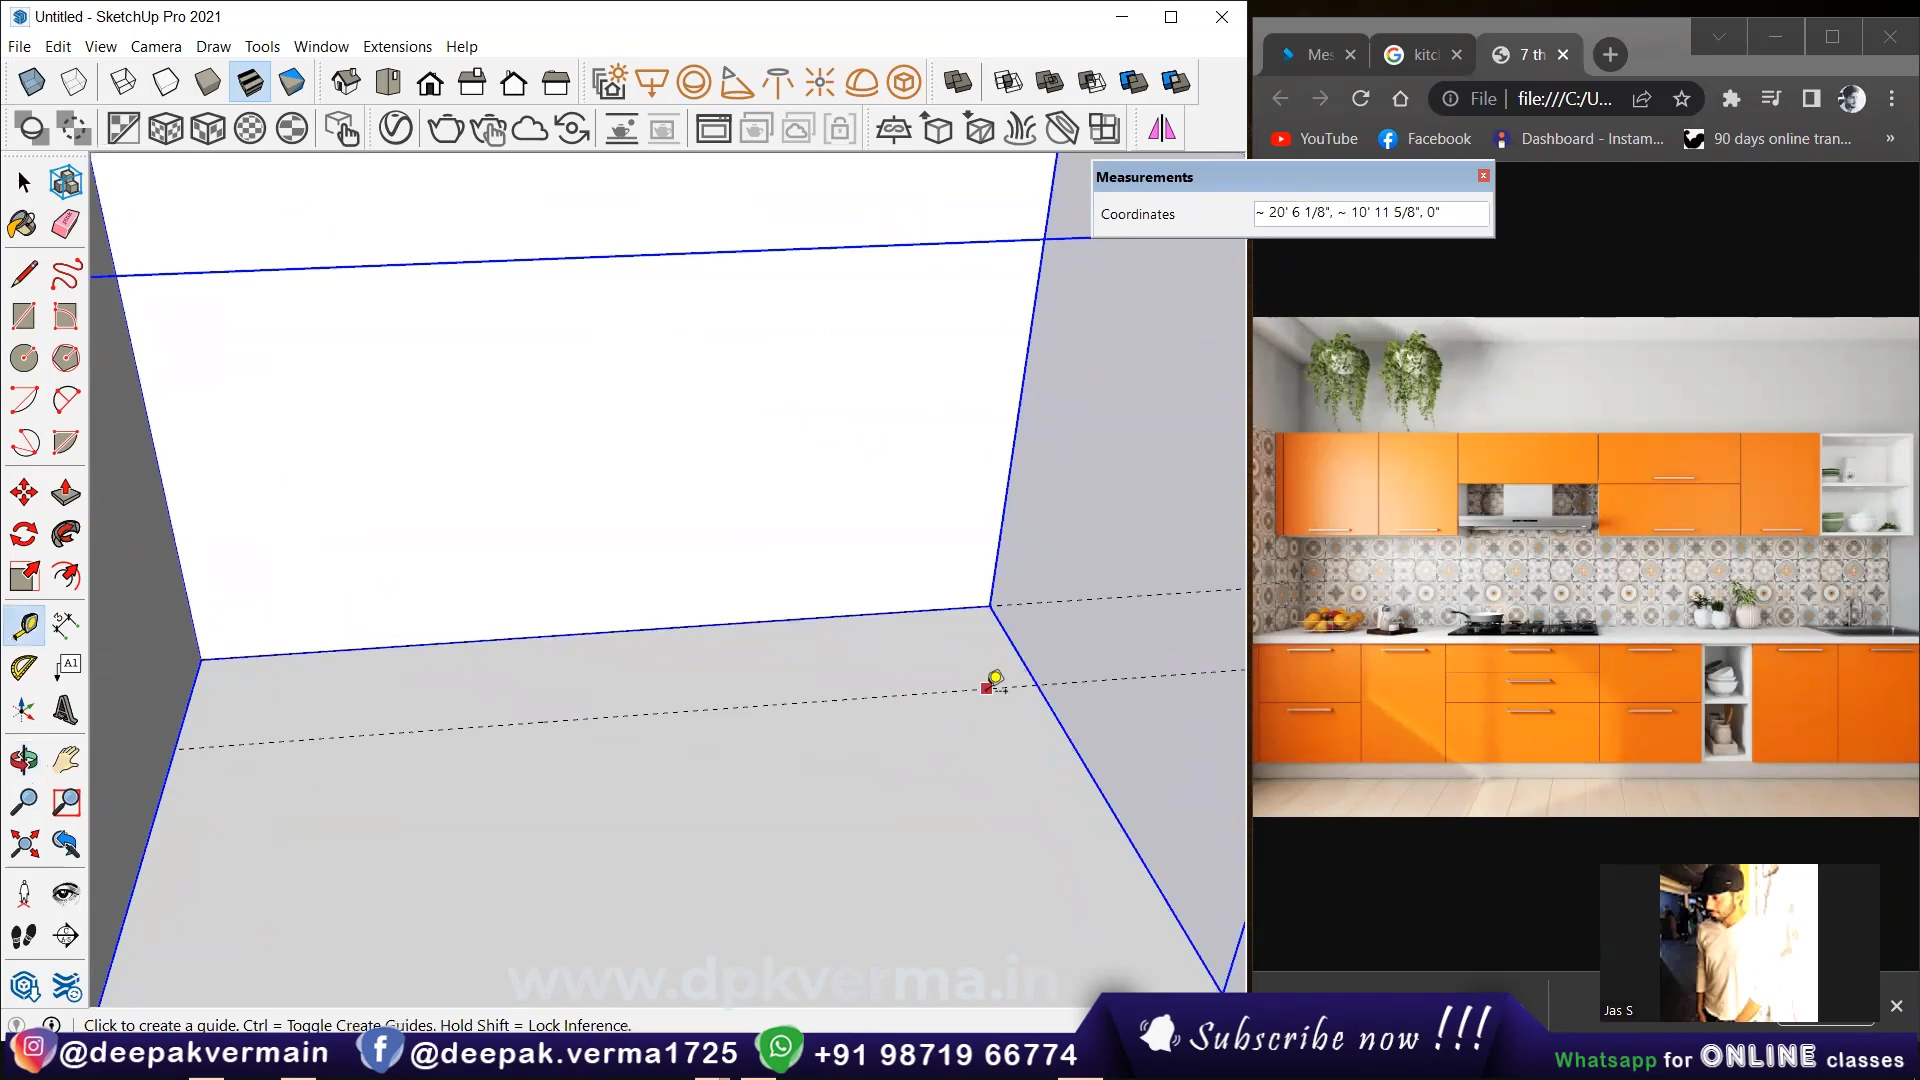 Untitled - SketchUp Pro 2021
File Edit View Camera Draw Tools Window Extensions Help
Measurements
Coordinates ~ 20' 6 1/8", ~ 10' 11 5/8", 0"
Mes
kitch
7 th
File file:///C:/U...
YouTube Facebook Dashboard - Instam... 90 days online tran... »
A1
www.dpkverma.in
Jas S
Click to create a guide. Ctrl = Toggle Create Guides. Hold Shift = Lock Inference.
@deepakvermain @deepak.verma1725 +91 98719 66774
Subscribe now !!!
Whatsapp for ONLINE classes